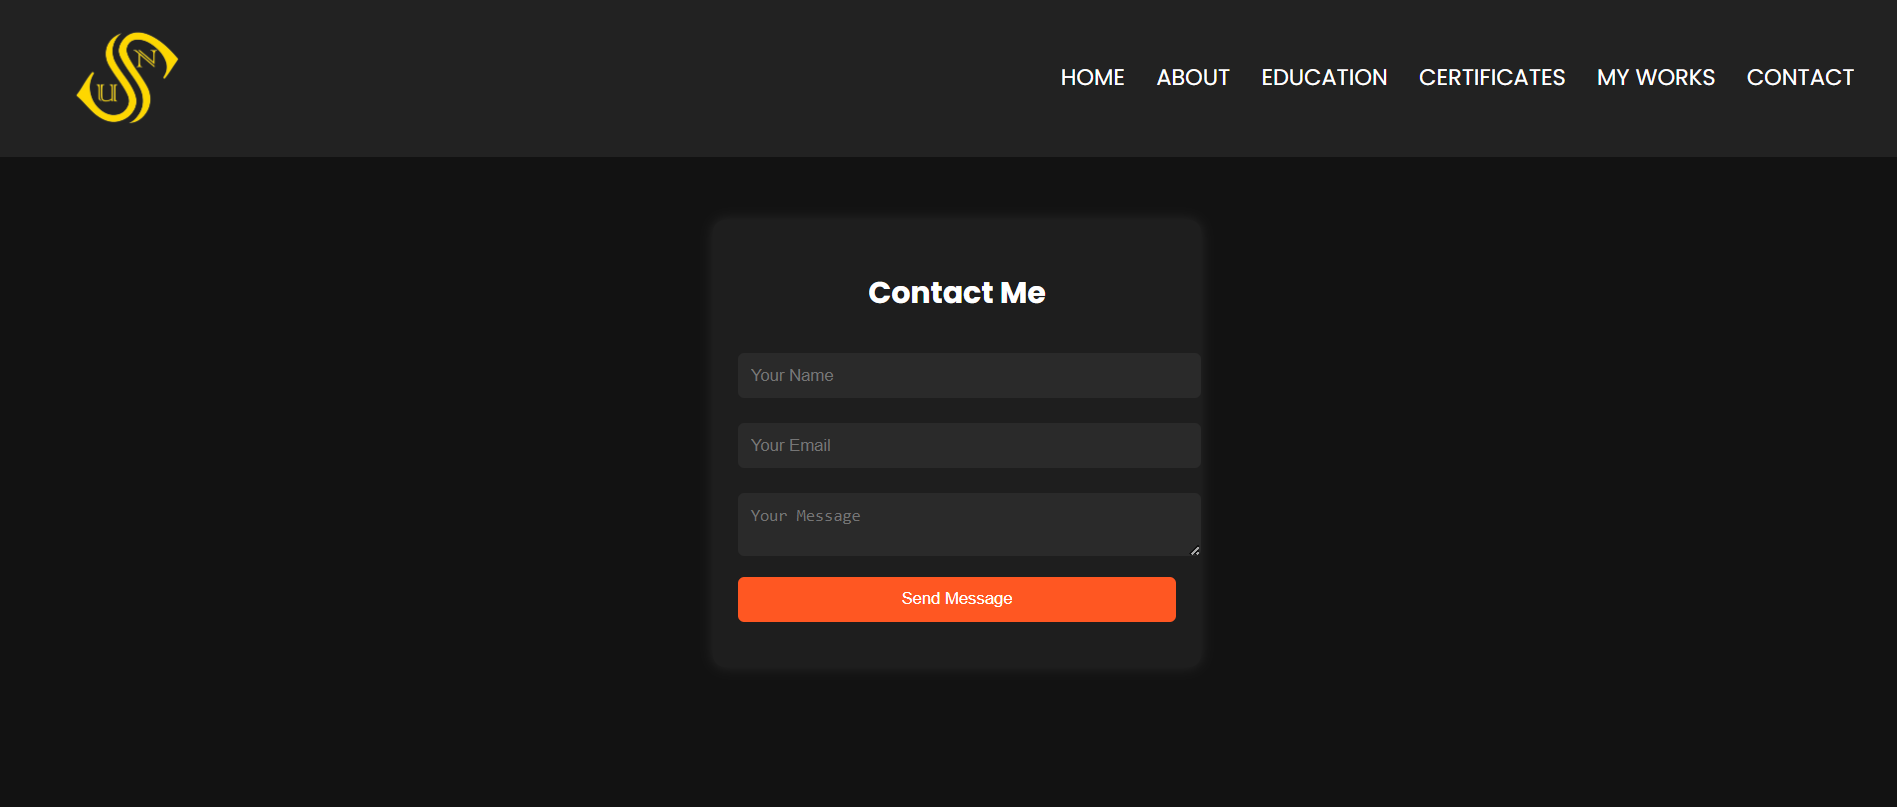 U N
HOME ABOUT EDUCATION CERTIFICATES MY WORKS CONTACT
Contact Me
Your Name
Your Email
Your Message
Send Message